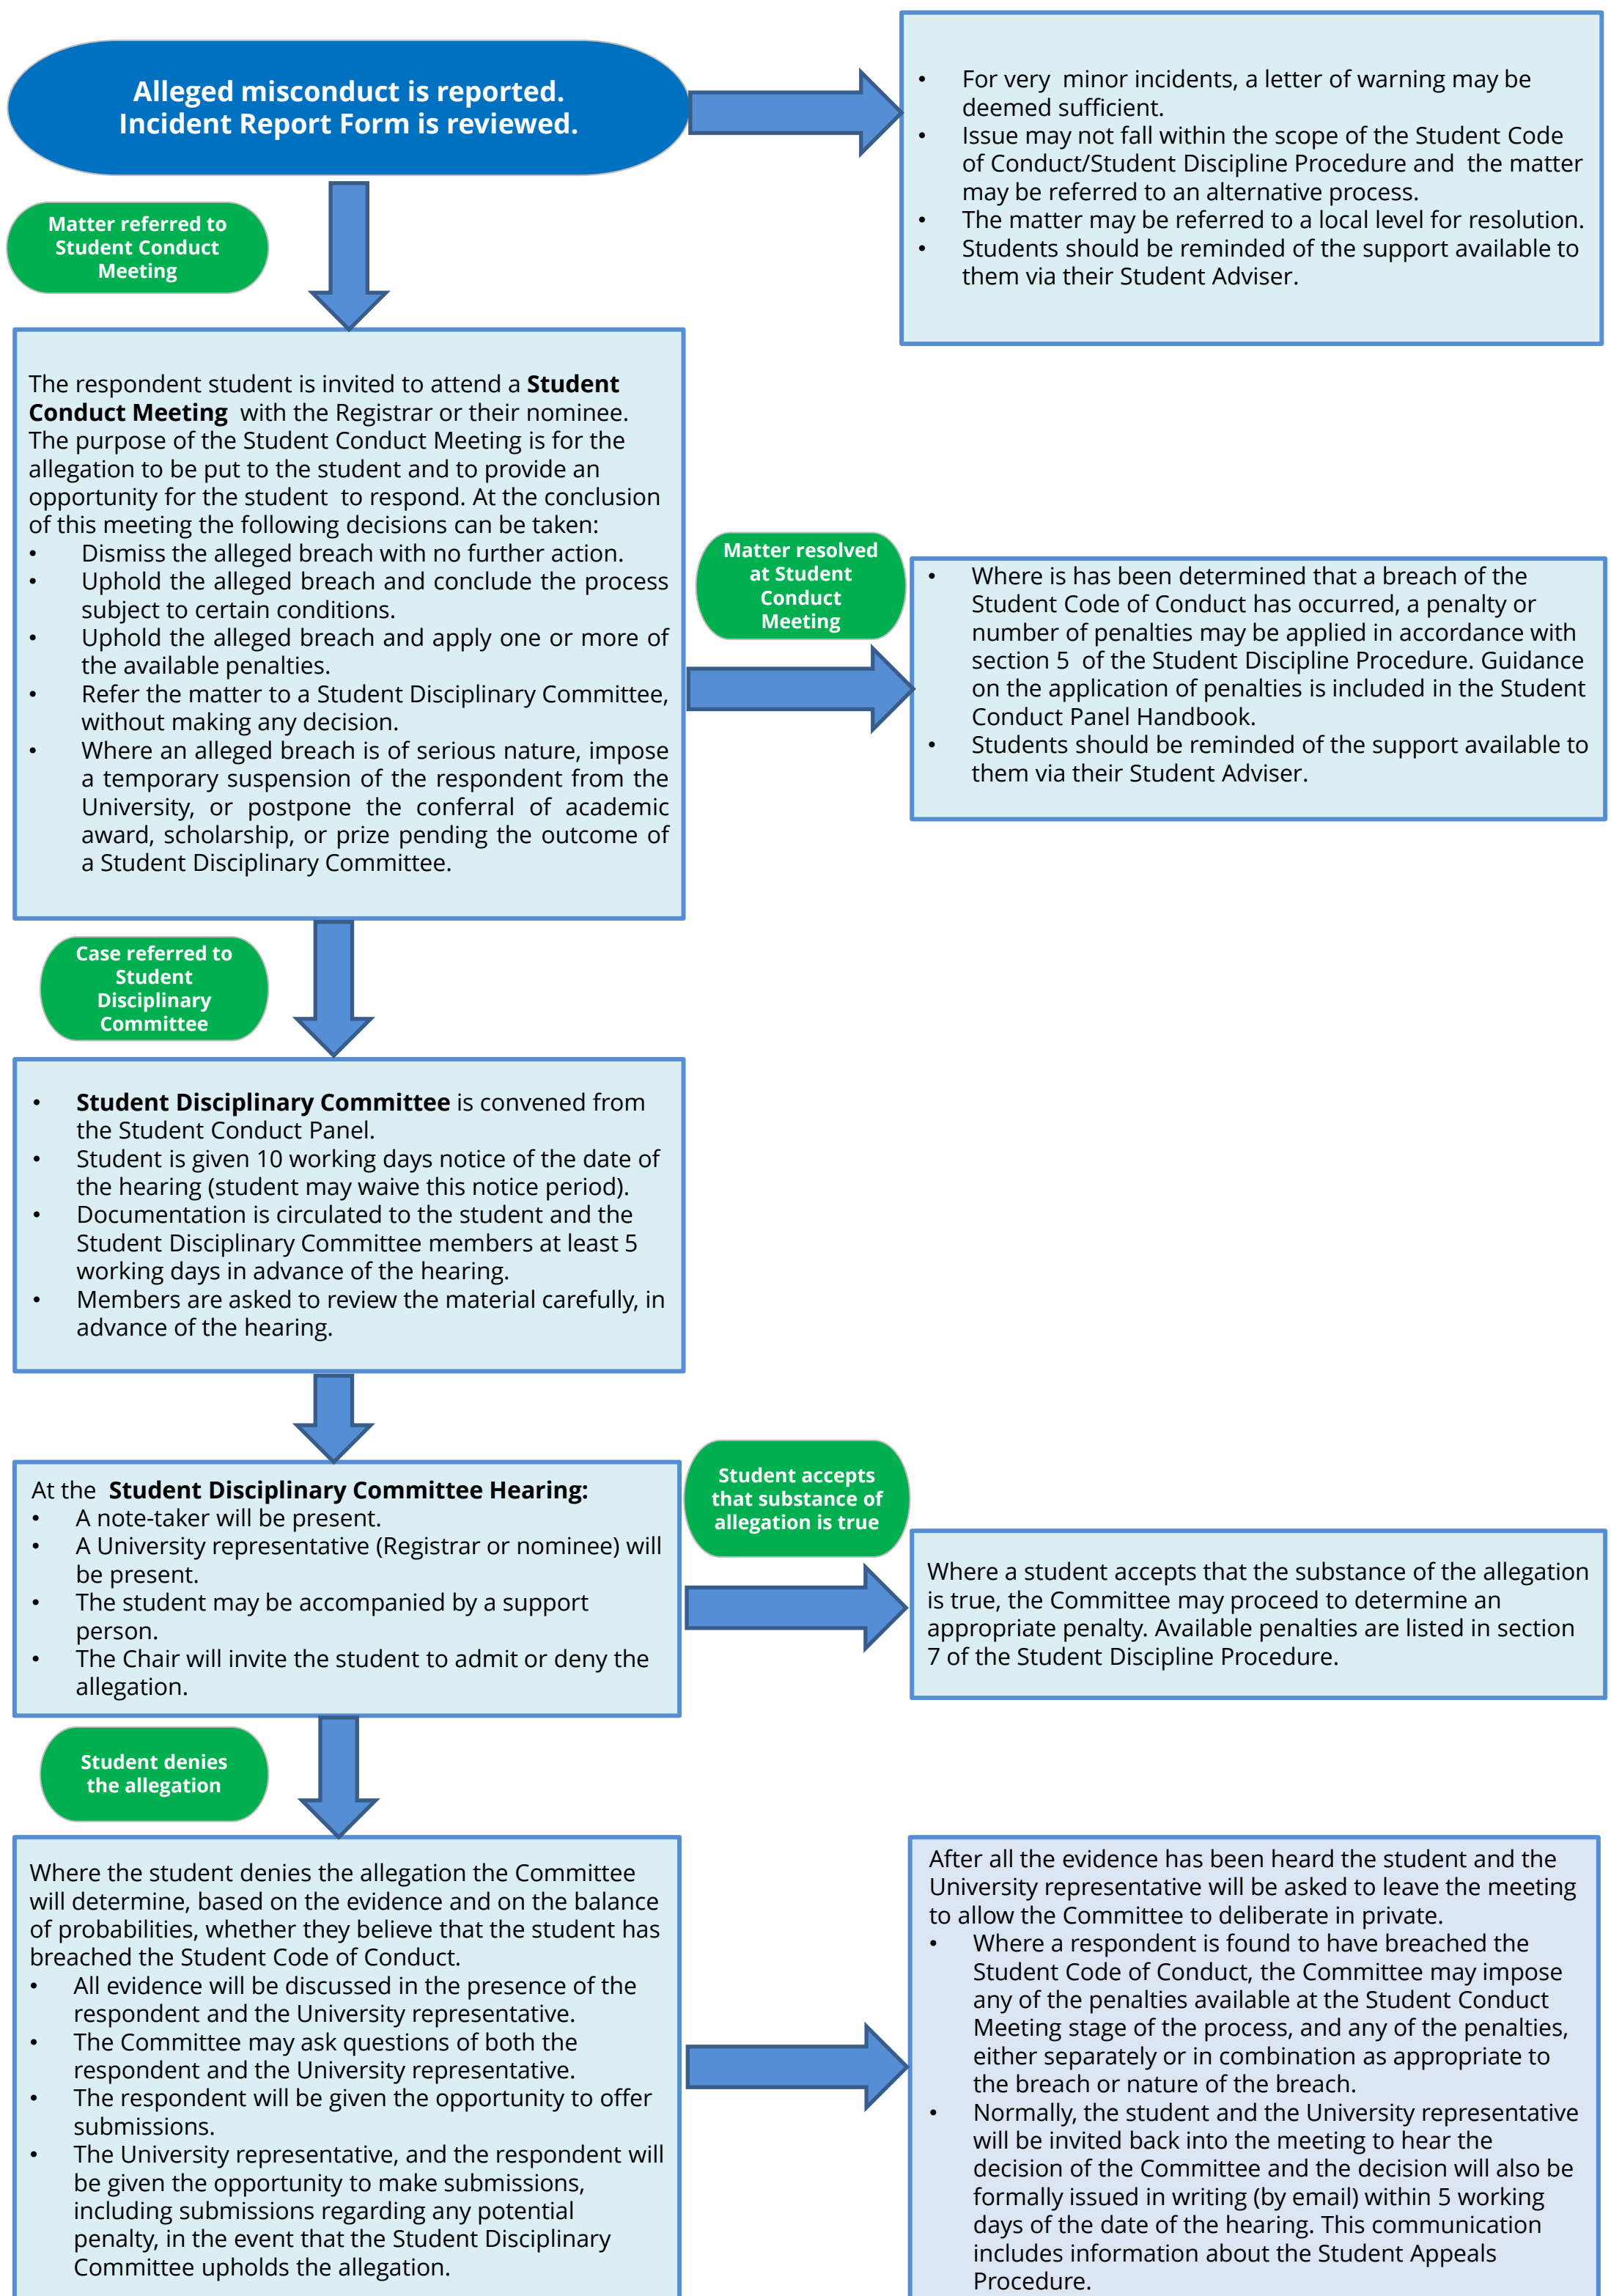 Alleged misconduct is reported.
Incident Report Form is reviewed.
• For very minor incidents, a letter of warning may be
deemed sufficient.
• Issue may not fall within the scope of the Student Code
of Conduct/Student Discipline Procedure and the matter
may be referred to an alternative process.
• The matter may be referred to a local level for resolution.
• Students should be reminded of the support available to
them via their Student Adviser.
Matter referred to
Student Conduct
Meeting
The respondent student is invited to attend a Student
Conduct Meeting with the Registrar or their nominee.
The purpose of the Student Conduct Meeting is for the
allegation to be put to the student and to provide an
opportunity for the student to respond. At the conclusion
of this meeting the following decisions can be taken:
• Dismiss the alleged breach with no further action.
• Uphold the alleged breach and conclude the process
subject to certain conditions.
• Uphold the alleged breach and apply one or more of
the available penalties.
• Refer the matter to a Student Disciplinary Committee,
without making any decision.
• Where an alleged breach is of serious nature, impose
a temporary suspension of the respondent from the
University, or postpone the conferral of academic
award, scholarship, or prize pending the outcome of
a Student Disciplinary Committee.
Matter resolved
at Student
Conduct
Meeting
• Where is has been determined that a breach of the
Student Code of Conduct has occurred, a penalty or
number of penalties may be applied in accordance with
section 5 of the Student Discipline Procedure. Guidance
on the application of penalties is included in the Student
Conduct Panel Handbook.
• Students should be reminded of the support available to
them via their Student Adviser.
Case referred to
Student
Disciplinary
Committee
• Student Disciplinary Committee is convened from
the Student Conduct Panel.
• Student is given 10 working days notice of the date of
the hearing (student may waive this notice period).
• Documentation is circulated to the student and the
Student Disciplinary Committee members at least 5
working days in advance of the hearing.
• Members are asked to review the material carefully, in
advance of the hearing.
At the Student Disciplinary Committee Hearing:
• A note-taker will be present.
• A University representative (Registrar or nominee) will
be present.
• The student may be accompanied by a support
person.
• The Chair will invite the student to admit or deny the
allegation.
Student accepts
that substance of
allegation is true
Where a student accepts that the substance of the allegation
is true, the Committee may proceed to determine an
appropriate penalty. Available penalties are listed in section
7 of the Student Discipline Procedure.
Student denies
the allegation
Where the student denies the allegation the Committee
will determine, based on the evidence and on the balance
of probabilities, whether they believe that the student has
breached the Student Code of Conduct.
• All evidence will be discussed in the presence of the
respondent and the University representative.
• The Committee may ask questions of both the
respondent and the University representative.
• The respondent will be given the opportunity to offer
submissions.
• The University representative, and the respondent will
be given the opportunity to make submissions,
including submissions regarding any potential
penalty, in the event that the Student Disciplinary
Committee upholds the allegation.
After all the evidence has been heard the student and the
University representative will be asked to leave the meeting
to allow the Committee to deliberate in private.
• Where a respondent is found to have breached the
Student Code of Conduct, the Committee may impose
any of the penalties available at the Student Conduct
Meeting stage of the process, and any of the penalties,
either separately or in combination as appropriate to
the breach or nature of the breach.
• Normally, the student and the University representative
will be invited back into the meeting to hear the
decision of the Committee and the decision will also be
formally issued in writing (by email) within 5 working
days of the date of the hearing. This communication
includes information about the Student Appeals
Procedure.